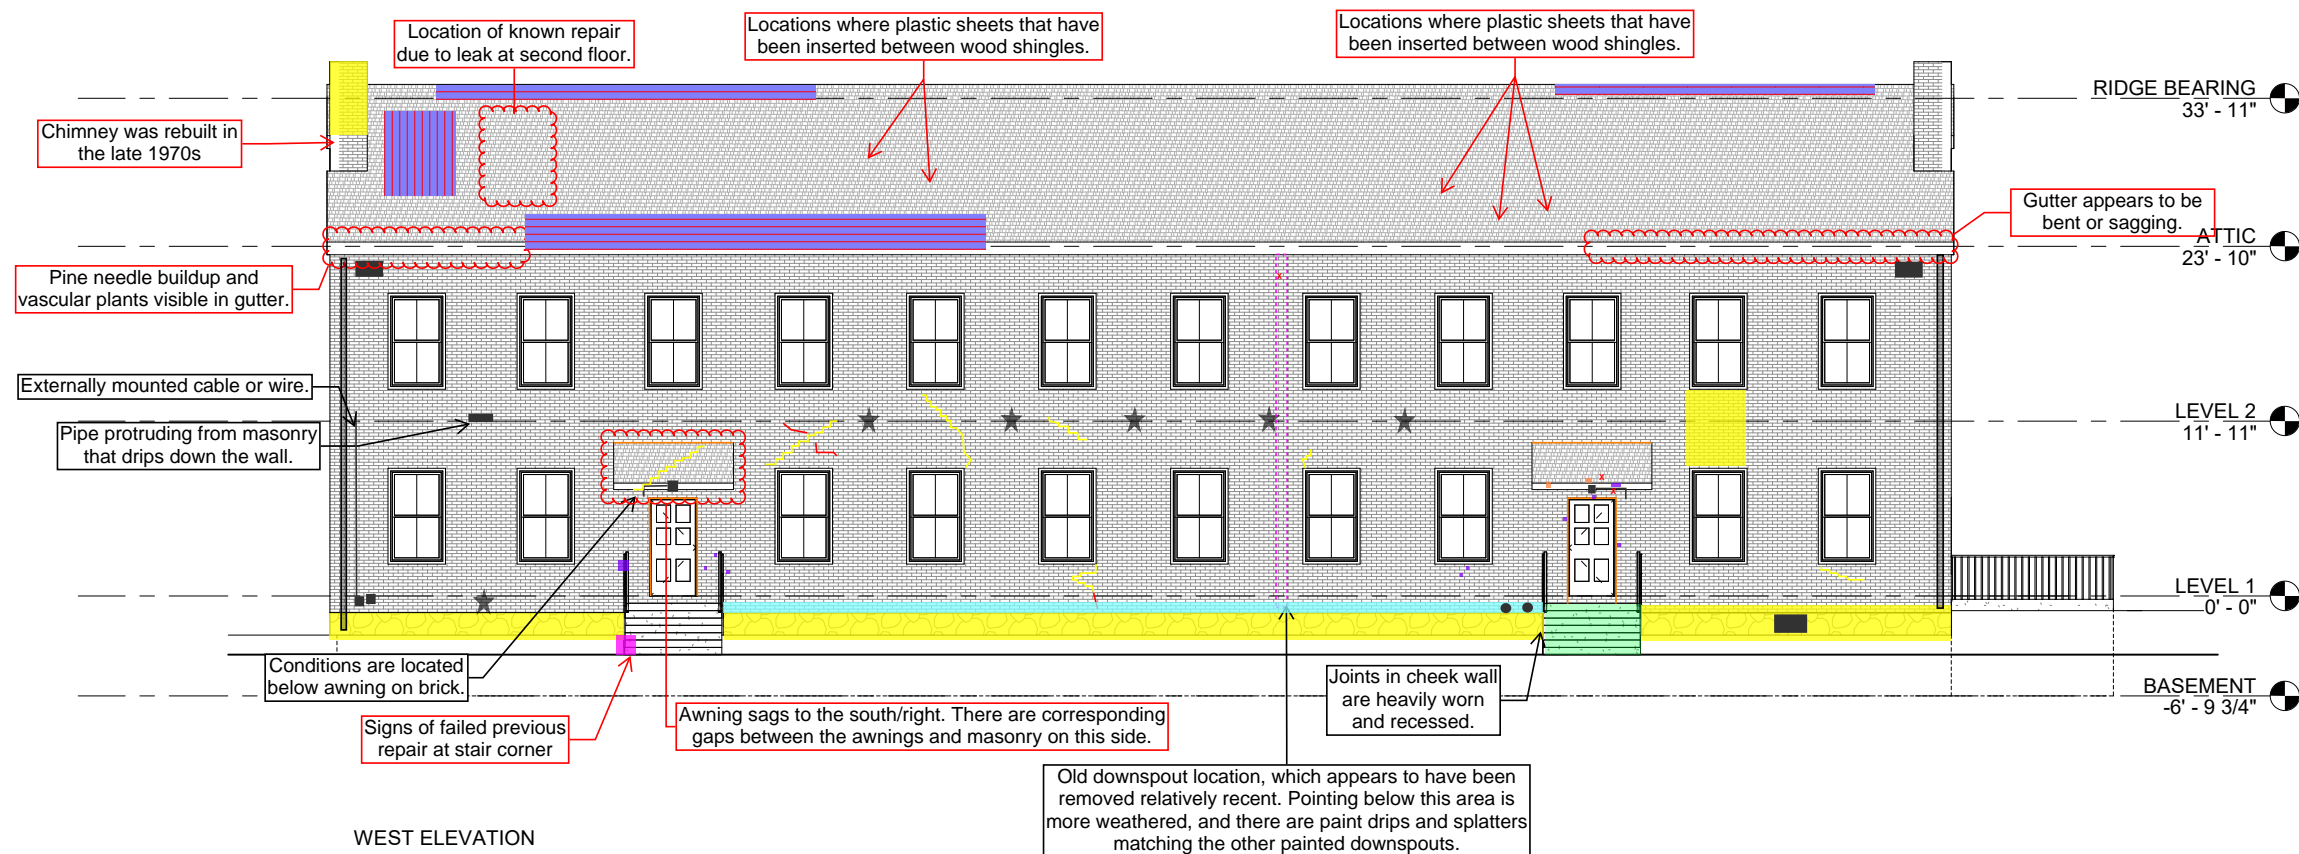 Location of known repair
due to leak at second floor.
Locations where plastic sheets that have
been inserted between wood shingles.
Locations where plastic sheets that have
been inserted between wood shingles.
RIDGE BEARING
33' - 11"
Chimney was rebuilt in
the late 1970s
Gutter appears to be
bent or sagging.
ATTIC
23' - 10"
Pine needle buildup and
vascular plants visible in gutter.
Externally mounted cable or wire.
Pipe protruding from masonry
that drips down the wall.
LEVEL 2
11' - 11"
LEVEL 1
0' - 0"
Conditions are located
below awning on brick.
Joints in cheek wall
are heavily worn
and recessed.
BASEMENT
-6' - 9 3/4"
Signs of failed previous
repair at stair corner
Awning sags to the south/right. There are corresponding
gaps between the awnings and masonry on this side.
Old downspout location, which appears to have been
removed relatively recent. Pointing below this area is
more weathered, and there are paint drips and splatters
matching the other painted downspouts.
WEST ELEVATION